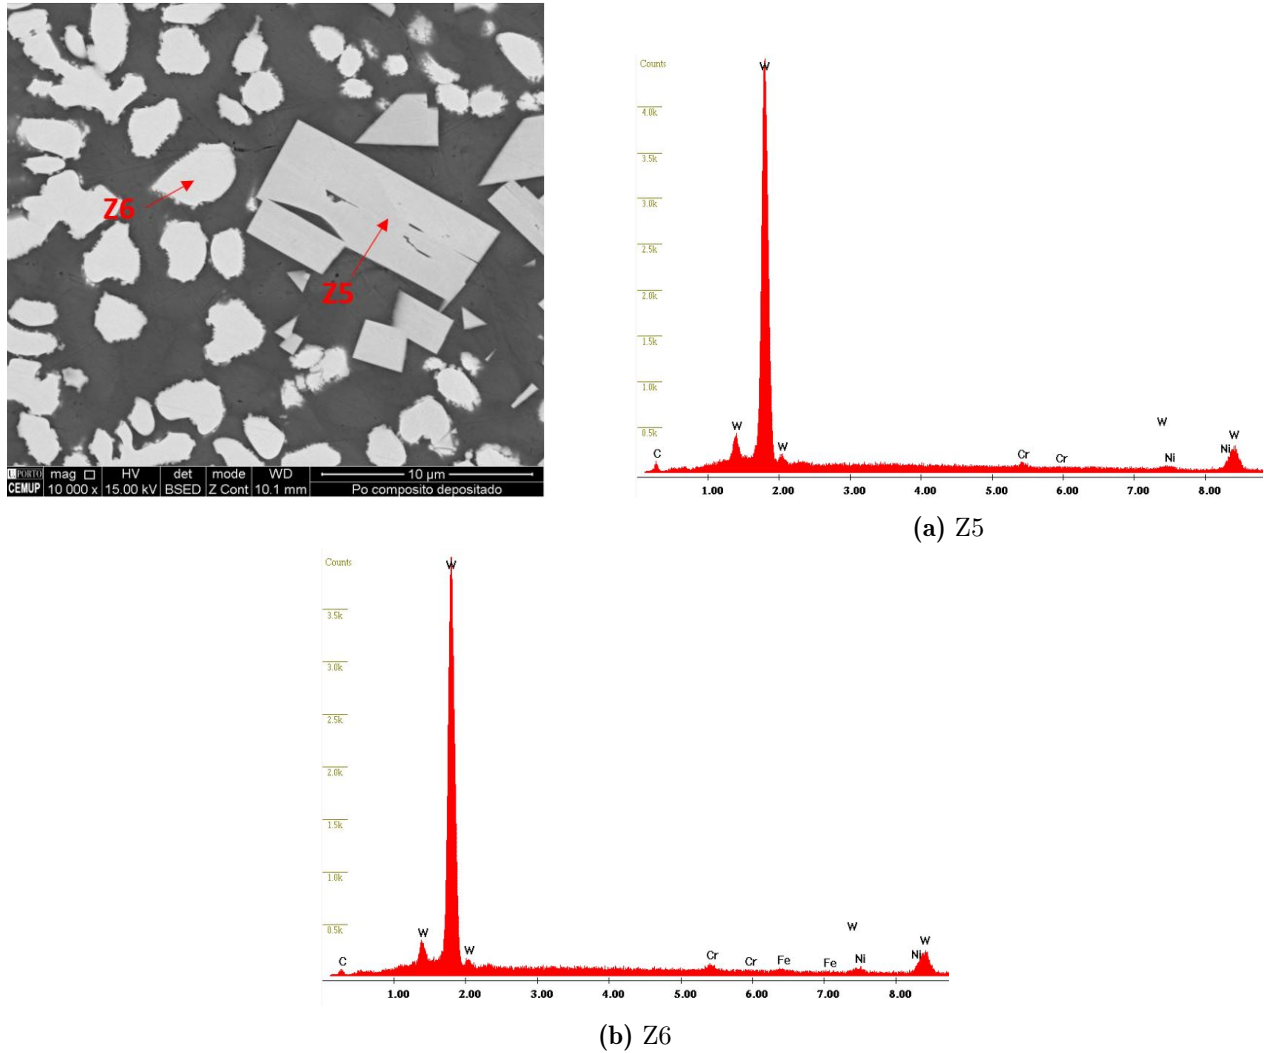 Z6
Z5
U.PORTO
CEMUP
mag HV det mode WD
10 000 x 15.00 kV BSED Z Cont 10.1 mm
10 µm
Po composito depositado
Counts
4.0k
3.5k
3.0k
2.5k
2.0k
1.5k
1.0k
0.5k
C W W W Cr Cr W Ni Ni W
1.00 2.00 3.00 4.00 5.00 6.00 7.00 8.00
(a) Z5
Counts
3.5k
3.0k
2.5k
2.0k
1.5k
1.0k
0.5k
C W W W Cr Cr Fe Fe W Ni Ni W
1.00 2.00 3.00 4.00 5.00 6.00 7.00 8.00
(b) Z6